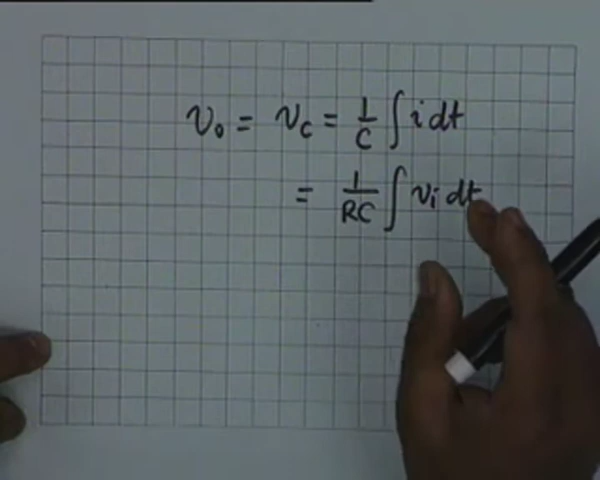 v₀ = v_c = 1/C ∫ i dt
= 1/RC ∫ vᵢ dt